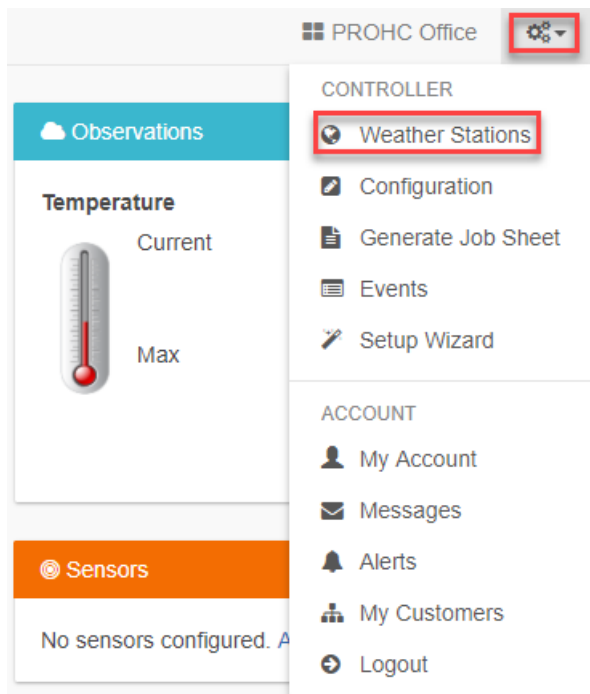 PROHC Office
CONTROLLER
Weather Stations
Configuration
Generate Job Sheet
Events
Setup Wizard
ACCOUNT
My Account
Messages
Alerts
My Customers
Logout
Observations
Temperature
Current
Max
Sensors
No sensors configured. A